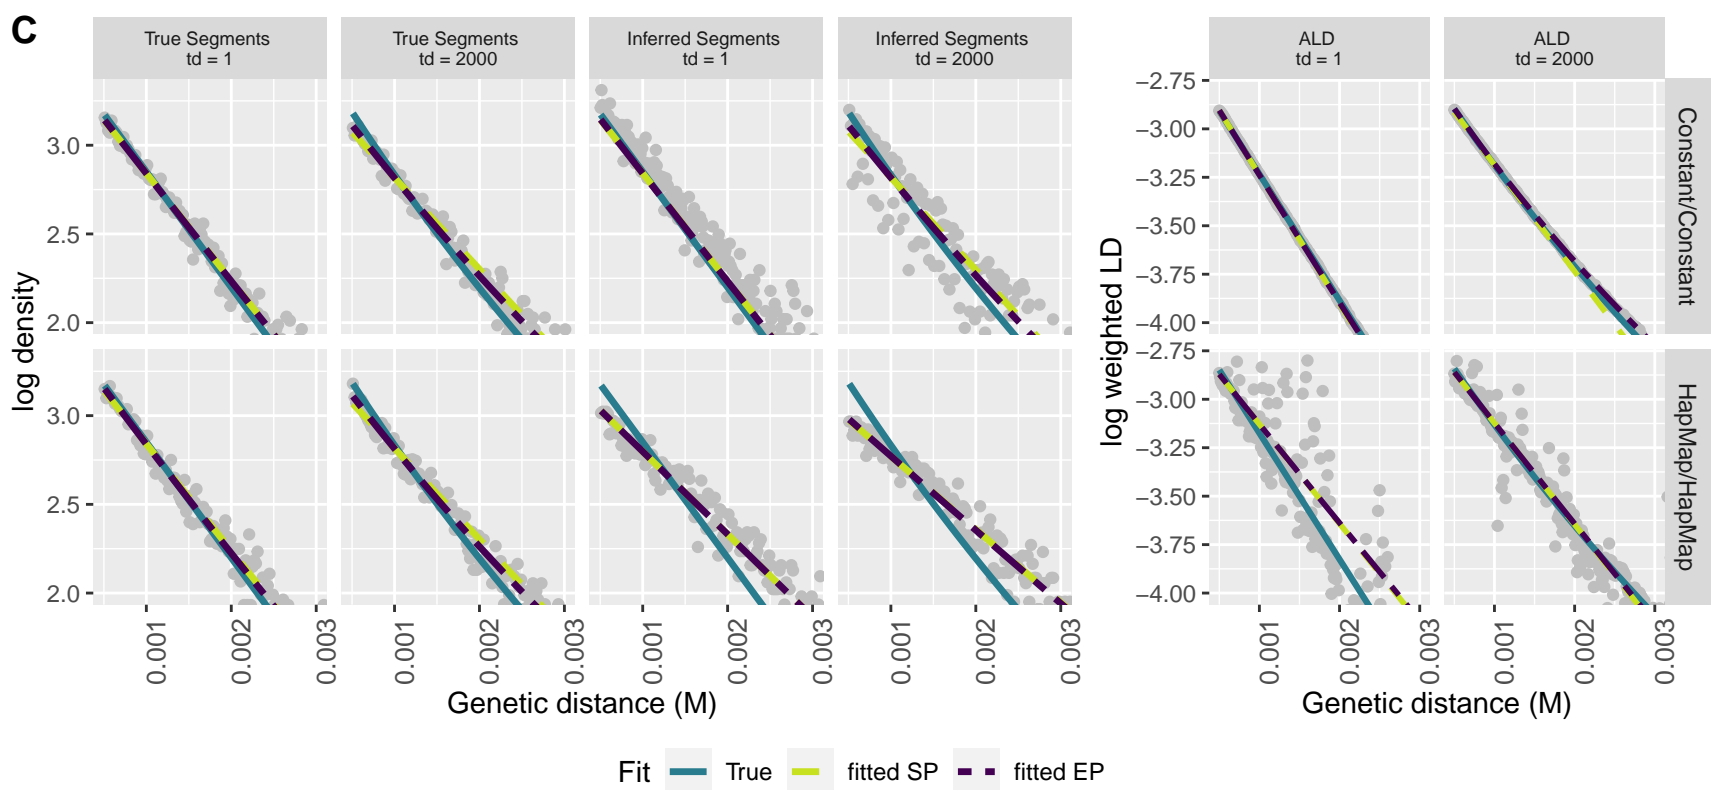 C
True Segments
td = 1
True Segments
td = 2000
Inferred Segments
td = 1
Inferred Segments
td = 2000
ALD
td = 1
ALD
td = 2000
log density
3.0
2.5
2.0
3.0
2.5
2.0
log weighted LD
−2.75
−3.00
−3.25
−3.50
−3.75
−4.00
−2.75
−3.00
−3.25
−3.50
−3.75
−4.00
Constant/Constant
HapMap/HapMap
0.001
0.002
0.003
0.001
0.002
0.003
0.001
0.002
0.003
0.001
0.002
0.003
0.001
0.002
0.003
0.001
0.002
0.003
Genetic distance (M)
Genetic distance (M)
Fit True fitted SP fitted EP